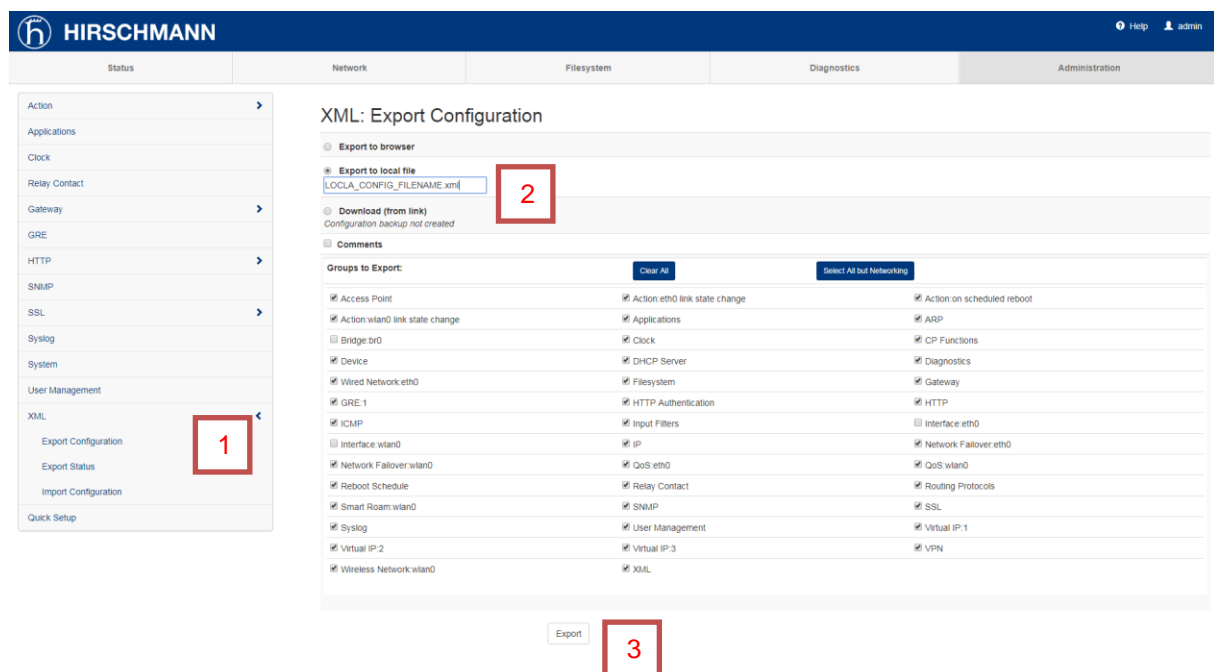 HIRSCHMANN
Help admin
Status Network Filesystem Diagnostics Administration
Action
Applications
Clock
Relay Contact
Gateway
GRE
HTTP
SNMP
SSL
Syslog
System
User Management
XML
Export Configuration
Export Status
Import Configuration
Quick Setup
1
XML: Export Configuration
Export to browser
Export to local file
LOCLA_CONFIG_FILENAME.xml
2
Download (from link)
Configuration backup not created
Comments
Groups to Export: Clear All Select All but Networking
Access Point Action:eth0 link state change Action:on scheduled reboot
Action:wlan0 link state change Applications ARP
Bridge:br0 Clock CP Functions
Device DHCP Server Diagnostics
Wired Network:eth0 Filesystem Gateway
GRE:1 HTTP Authentication HTTP
ICMP Input Filters Interface:eth0
Interface:wlan0 IP Network Failover:eth0
Network Failover:wlan0 QoS:eth0 QoS:wlan0
Reboot Schedule Relay Contact Routing Protocols
Smart Roam:wlan0 SNMP SSL
Syslog User Management Virtual IP:1
Virtual IP:2 Virtual IP:3 VPN
Wireless Network:wlan0 XML
Export
3